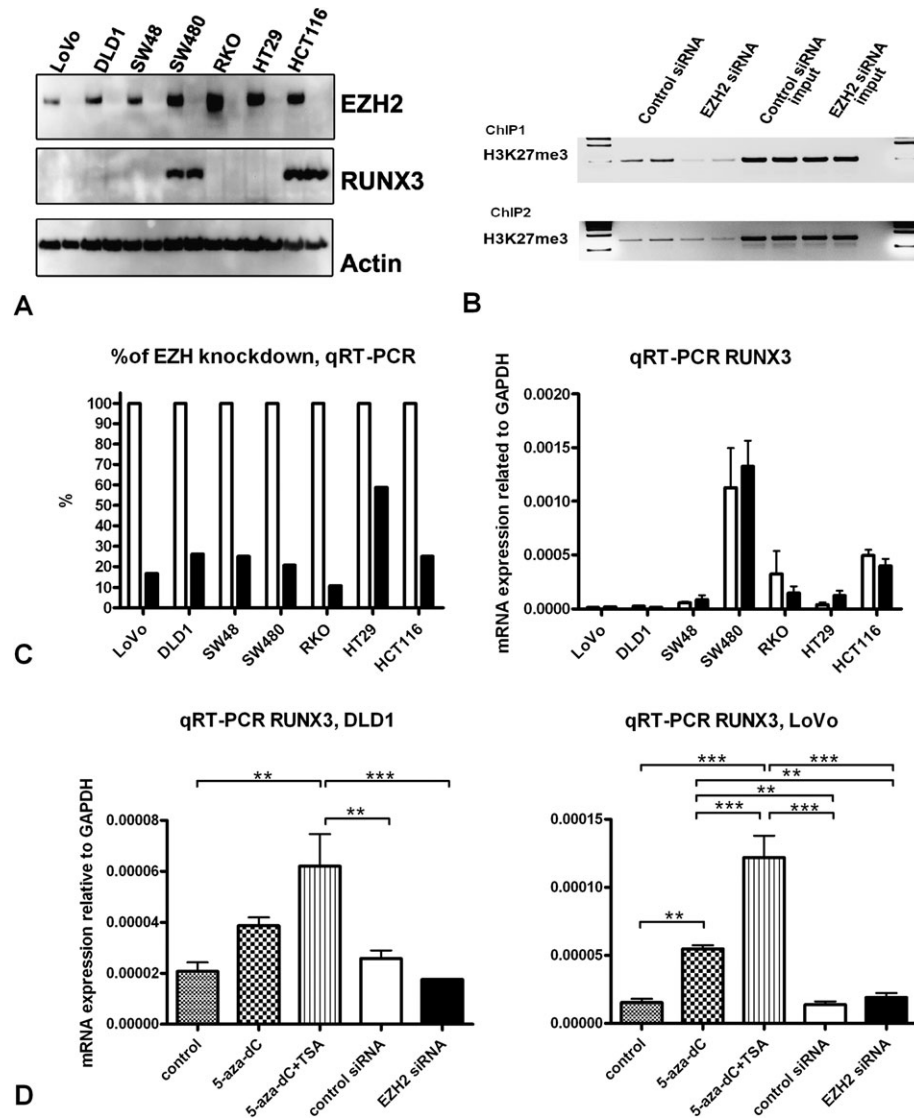 LoVo
DLD1
SW48
SW480
RKO
HT29
HCT116
EZH2
RUNX3
Actin
A
Control siRNA
EZH2 siRNA
Control siRNA
imput
EZH2 siRNA
imput
ChIP1
H3K27me3
ChIP2
H3K27me3
B
%of EZH knockdown, qRT-PCR
%
100
90
80
70
60
50
40
30
20
10
0
LoVo
DLD1
SW48
SW480
RKO
HT29
HCT116
C
qRT-PCR RUNX3
mRNA expression related to GAPDH
0.0020
0.0015
0.0010
0.0005
0.0000
LoVo
DLD1
SW48
SW480
RKO
HT29
HCT116
qRT-PCR RUNX3, DLD1
mRNA expression relative to GAPDH
** ***
**
0.00008
0.00006
0.00004
0.00002
0.00000
control
5-aza-dC
5-aza-dC+TSA
control siRNA
EZH2 siRNA
D
qRT-PCR RUNX3, LoVo
*** ***
**
**
*** ***
**
0.00015
0.00010
0.00005
0.00000
control
5-aza-dC
5-aza-dC+TSA
control siRNA
EZH2 siRNA